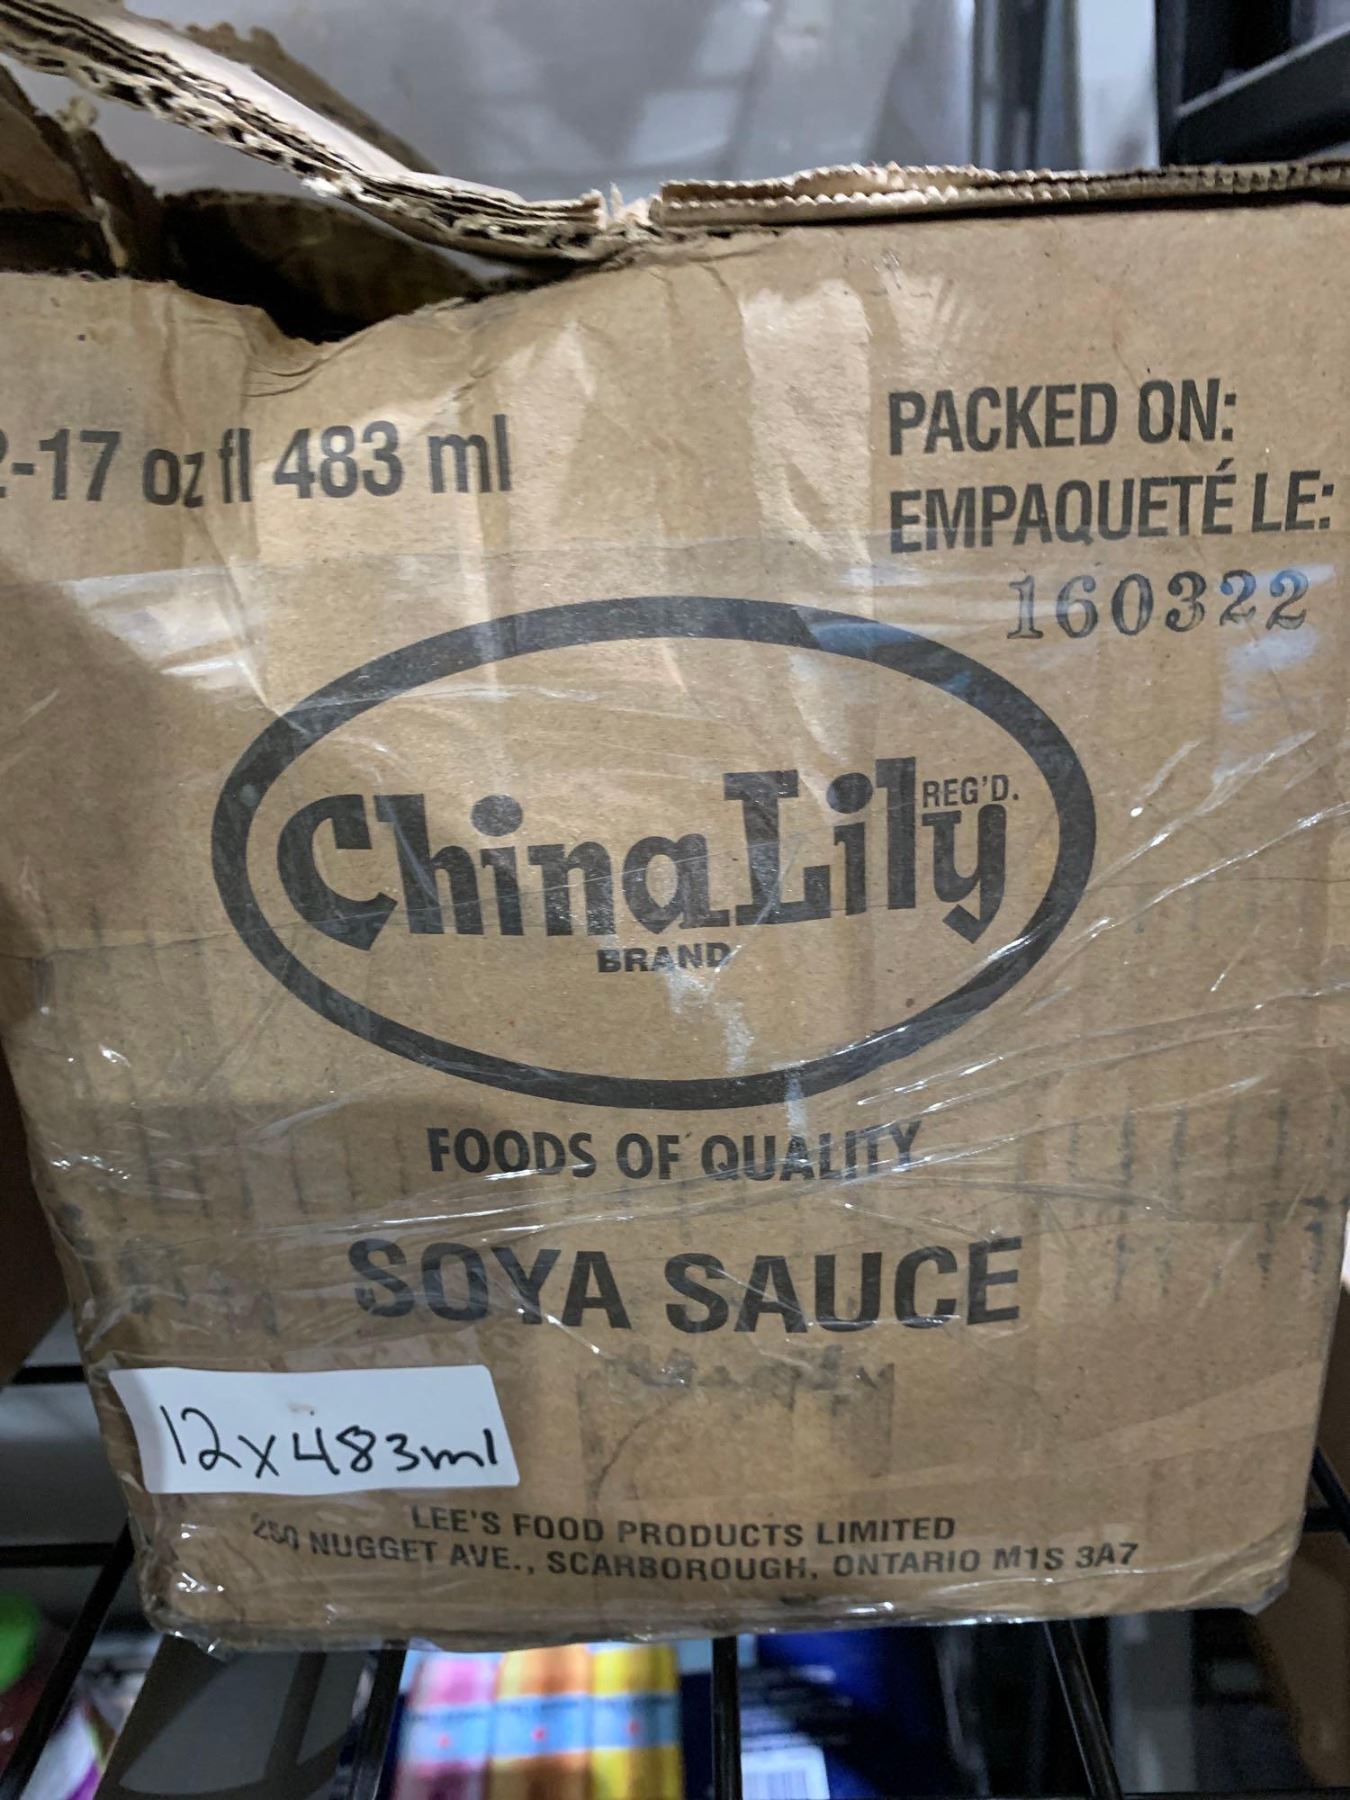 -17 oz fl 483 ml
PACKED ON:
EMPAQUETÉ LE:
160322
China Lily REG'D.
BRAND
FOODS OF QUALITY
SOYA SAUCE
12x483ml
LEE'S FOOD PRODUCTS LIMITED
250 NUGGET AVE., SCARBOROUGH, ONTARIO M1S 3A7